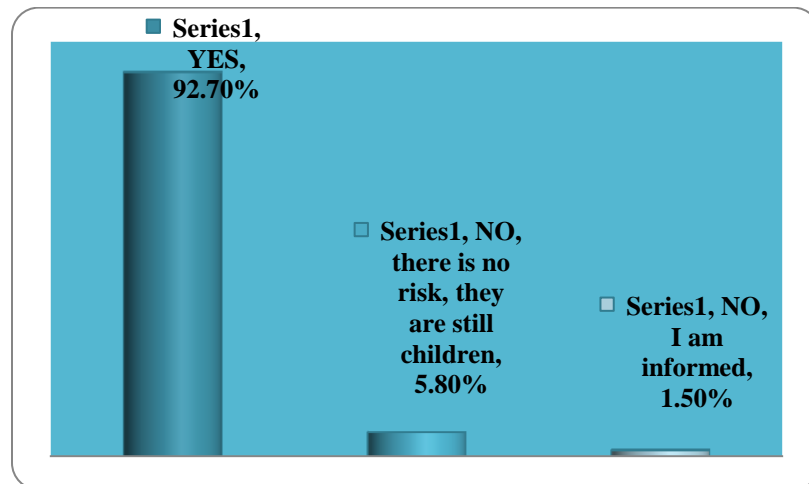 Series1,
YES,
92.70%
Series1, NO,
there is no
risk, they
are still
children,
5.80%
Series1, NO,
I am
informed,
1.50%